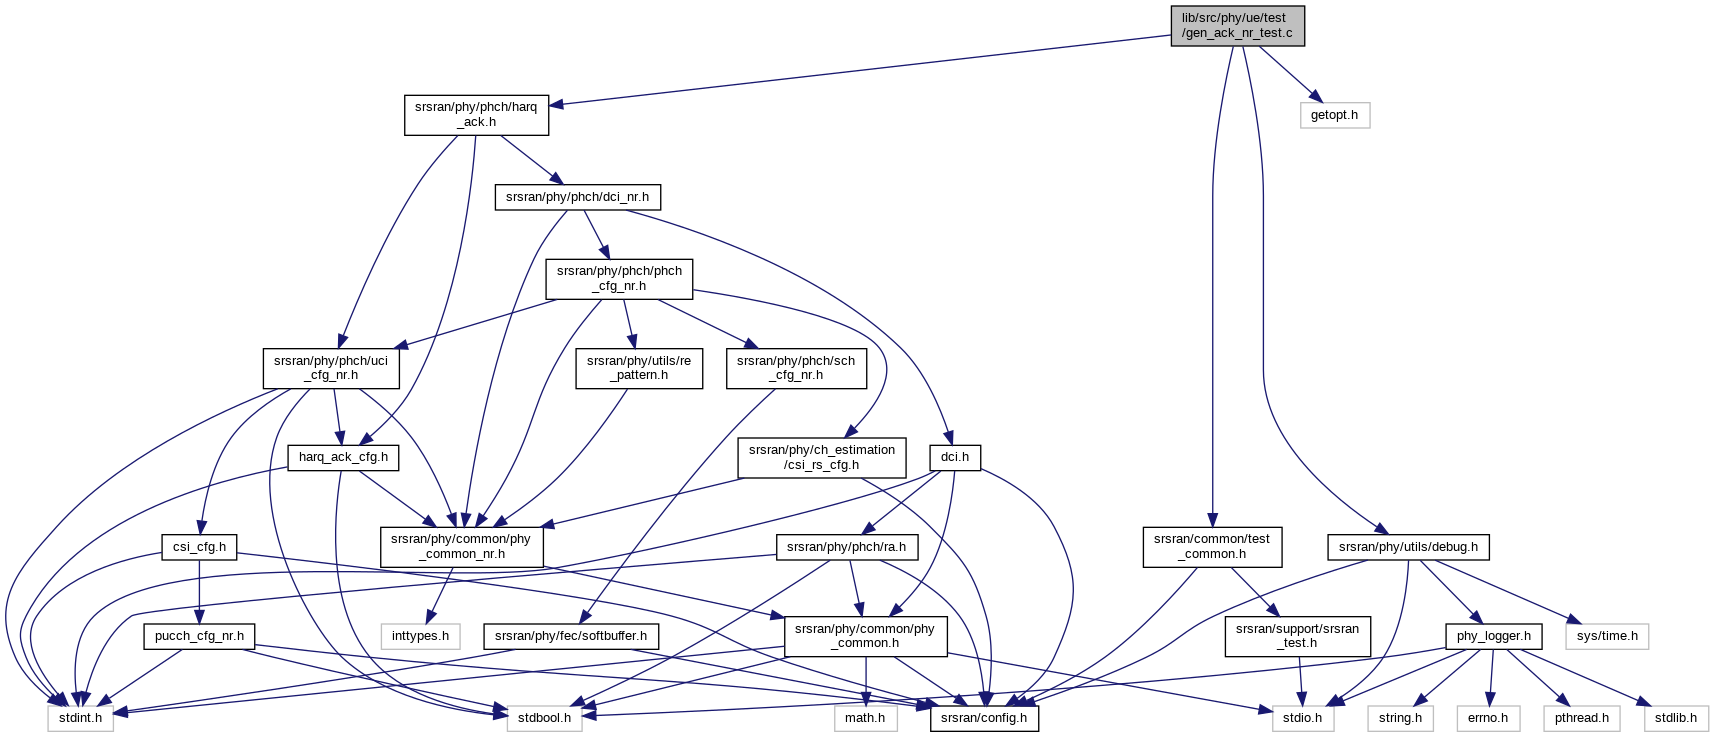 lib/src/phy/ue/test
/gen_ack_nr_test.c
srsran/phy/phch/harq
_ack.h
getopt.h
srsran/phy/phch/dci_nr.h
srsran/phy/phch/phch
_cfg_nr.h
srsran/phy/phch/uci
_cfg_nr.h
srsran/phy/utils/re
_pattern.h
srsran/phy/phch/sch
_cfg_nr.h
harq_ack_cfg.h
srsran/phy/ch_estimation
/csi_rs_cfg.h
dci.h
csi_cfg.h
srsran/phy/common/phy
_common_nr.h
srsran/phy/phch/ra.h
srsran/common/test
_common.h
srsran/phy/utils/debug.h
pucch_cfg_nr.h
inttypes.h
srsran/phy/fec/softbuffer.h
srsran/phy/common/phy
_common.h
srsran/support/srsran
_test.h
phy_logger.h
sys/time.h
stdint.h
stdbool.h
math.h
srsran/config.h
stdio.h
string.h
errno.h
pthread.h
stdlib.h